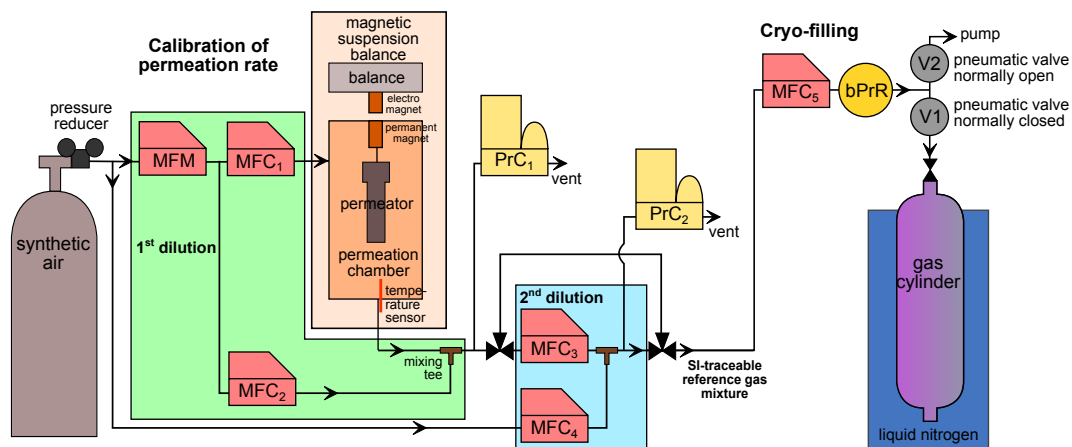 Calibration of
permeation rate
magnetic
suspension
balance
balance
electro
magnet
permanent
magnet
permeator
permeation
chamber
tempe-
rature
sensor
pressure
reducer
MFM
MFC1
synthetic
air
1st dilution
MFC2
mixing
tee
PrC1
vent
PrC2
vent
2nd dilution
MFC3
MFC4
SI-traceable
reference gas
mixture
Cryo-filling
MFC5
bPrR
pump
V2
pneumatic valve
normally open
V1
pneumatic valve
normally closed
gas
cylinder
liquid nitrogen